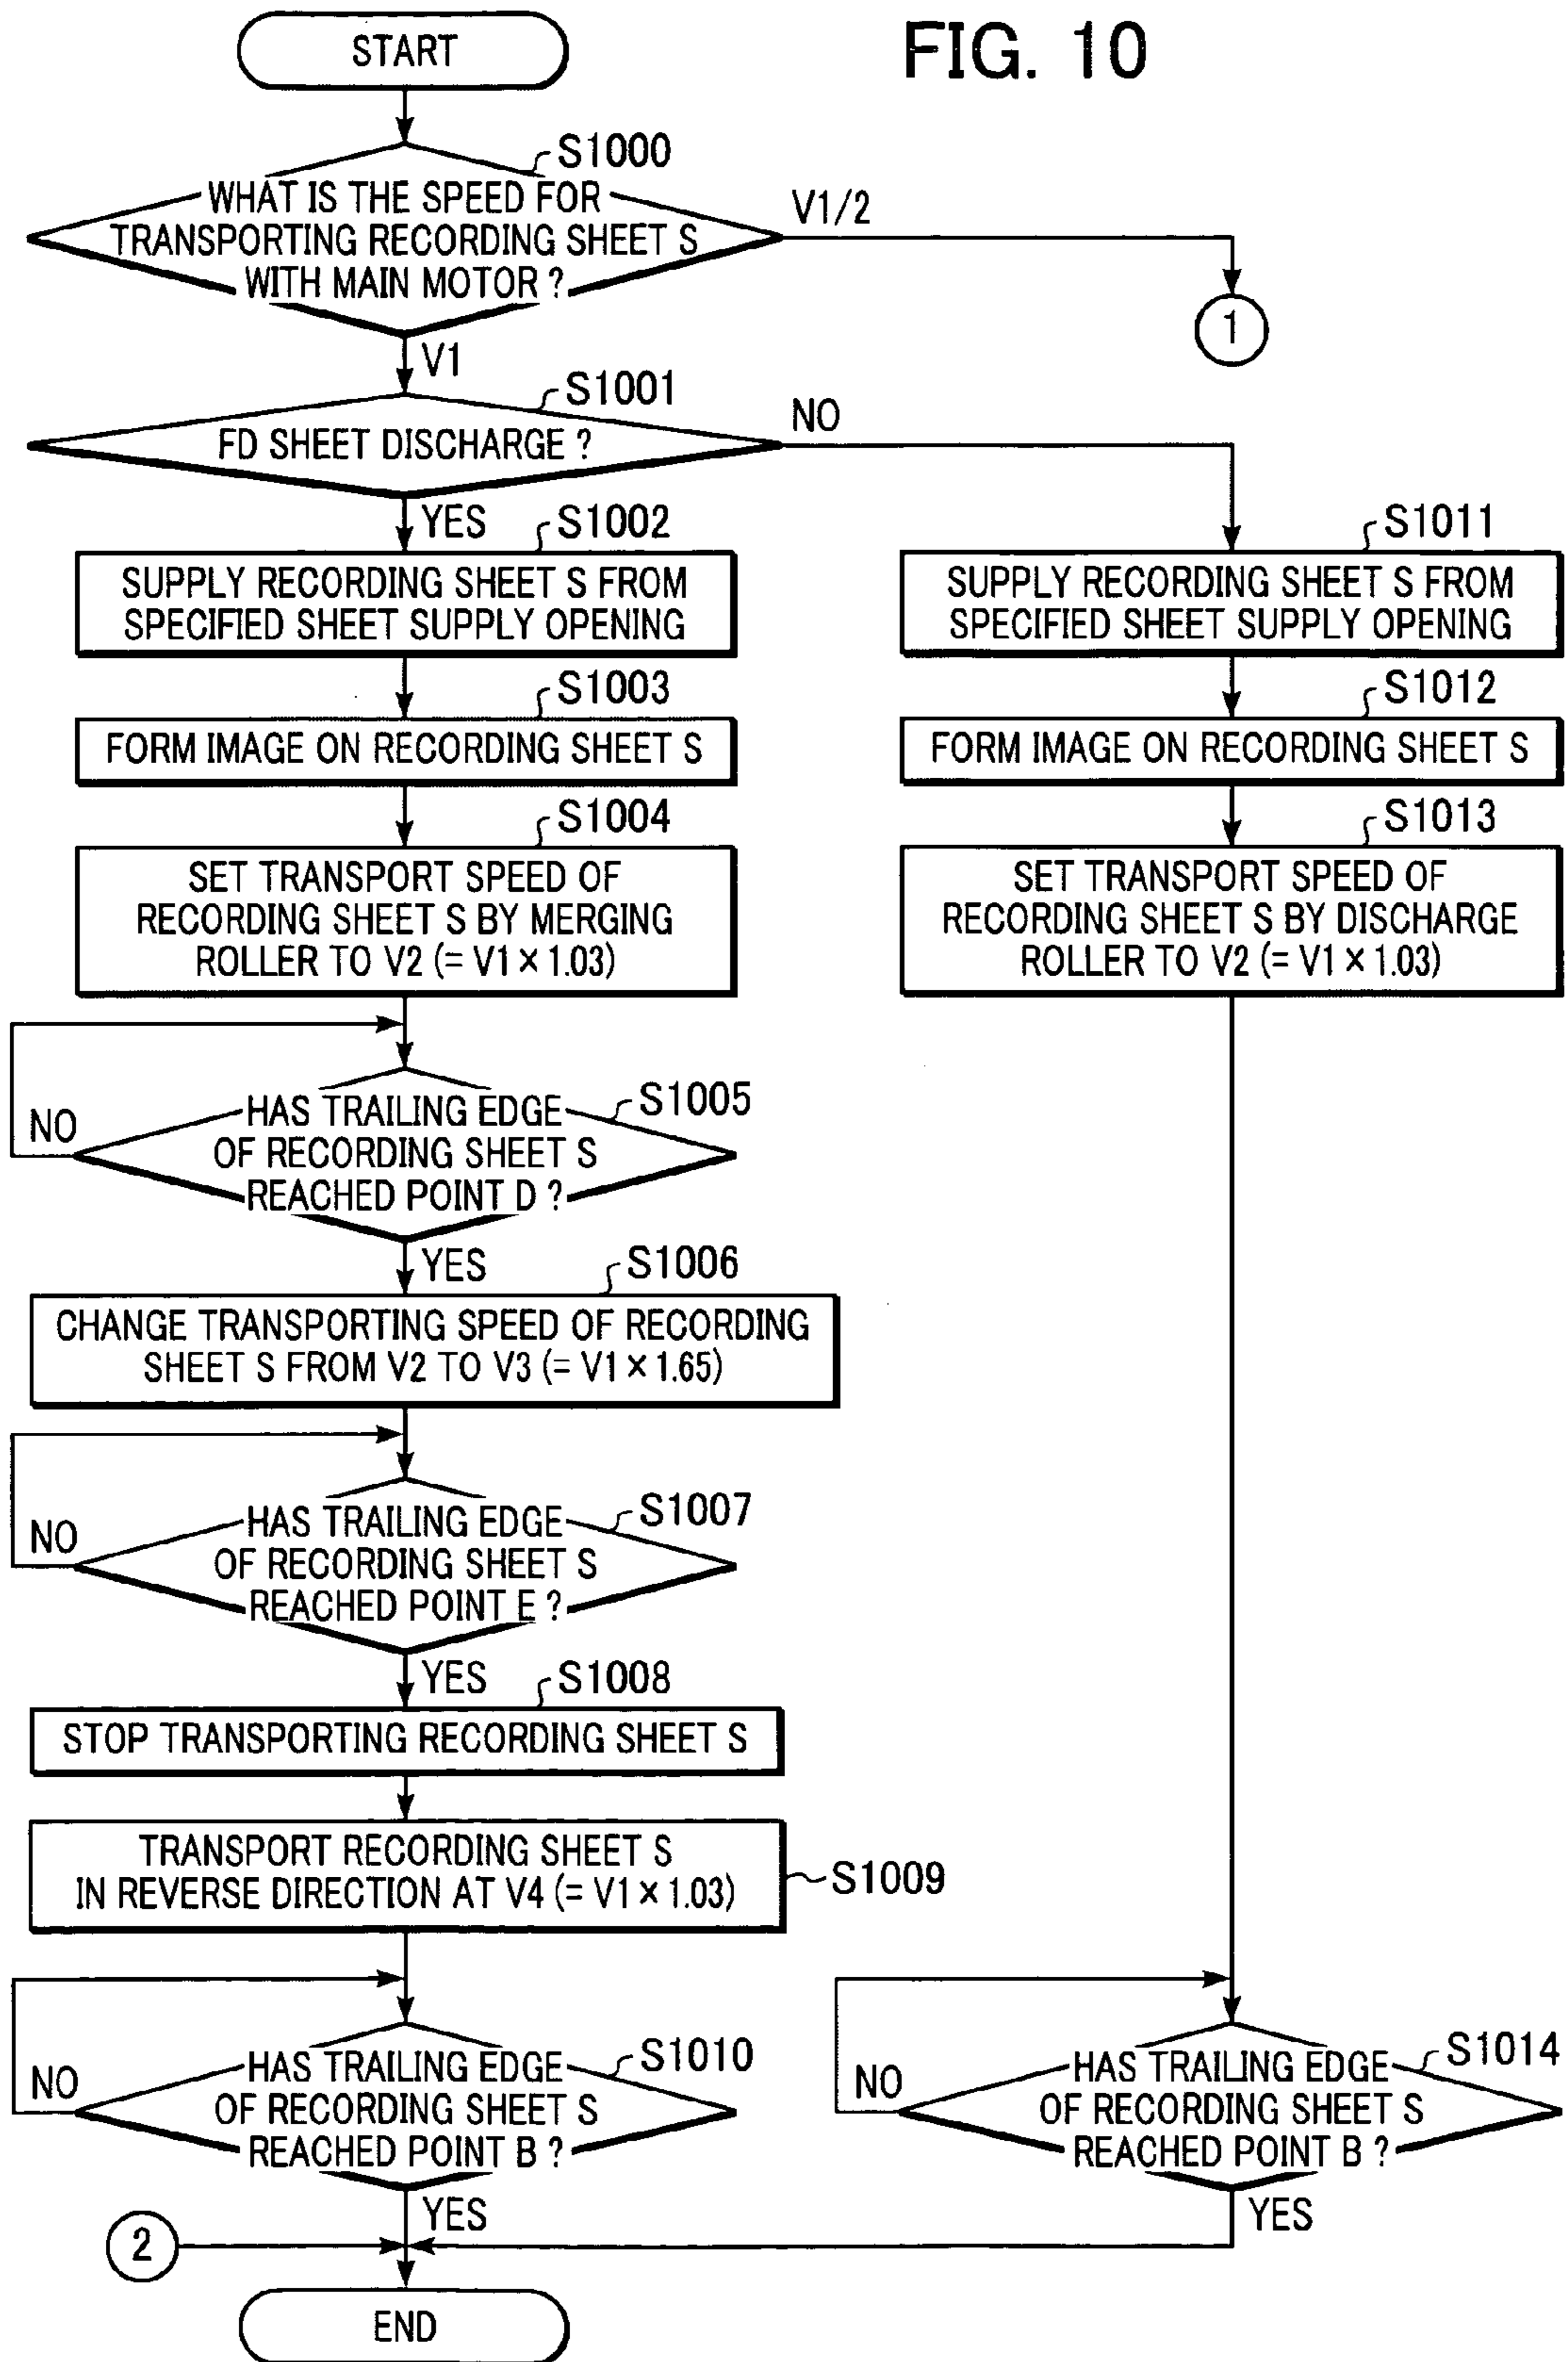 FIG. 10
START
S1000
WHAT IS THE SPEED FOR
TRANSPORTING RECORDING SHEET S
WITH MAIN MOTOR ?
V1/2
1
V1
S1001
FD SHEET DISCHARGE ?
NO
YES
S1002
SUPPLY RECORDING SHEET S FROM
SPECIFIED SHEET SUPPLY OPENING
S1003
FORM IMAGE ON RECORDING SHEET S
S1004
SET TRANSPORT SPEED OF
RECORDING SHEET S BY MERGING
ROLLER TO V2 (= V1 × 1.03)
S1005
HAS TRAILING EDGE
OF RECORDING SHEET S
REACHED POINT D ?
NO
YES
S1006
CHANGE TRANSPORTING SPEED OF RECORDING
SHEET S FROM V2 TO V3 (= V1 × 1.65)
S1007
HAS TRAILING EDGE
OF RECORDING SHEET S
REACHED POINT E ?
NO
YES
S1008
STOP TRANSPORTING RECORDING SHEET S
TRANSPORT RECORDING SHEET S
IN REVERSE DIRECTION AT V4 (= V1 × 1.03)
S1009
S1010
HAS TRAILING EDGE
OF RECORDING SHEET S
REACHED POINT B ?
NO
YES
S1011
SUPPLY RECORDING SHEET S FROM
SPECIFIED SHEET SUPPLY OPENING
S1012
FORM IMAGE ON RECORDING SHEET S
S1013
SET TRANSPORT SPEED OF
RECORDING SHEET S BY DISCHARGE
ROLLER TO V2 (= V1 × 1.03)
S1014
HAS TRAILING EDGE
OF RECORDING SHEET S
REACHED POINT B ?
NO
YES
2
END